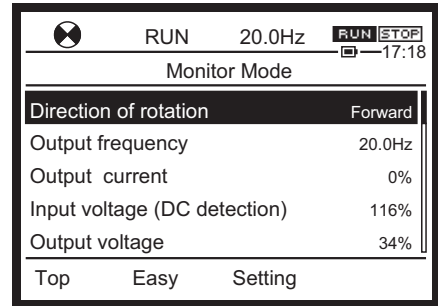 RUN 20.0Hz RUN STOP
17:18
Monitor Mode
Direction of rotation Forward
Output frequency 20.0Hz
Output current 0%
Input voltage (DC detection) 116%
Output voltage 34%
Top Easy Setting